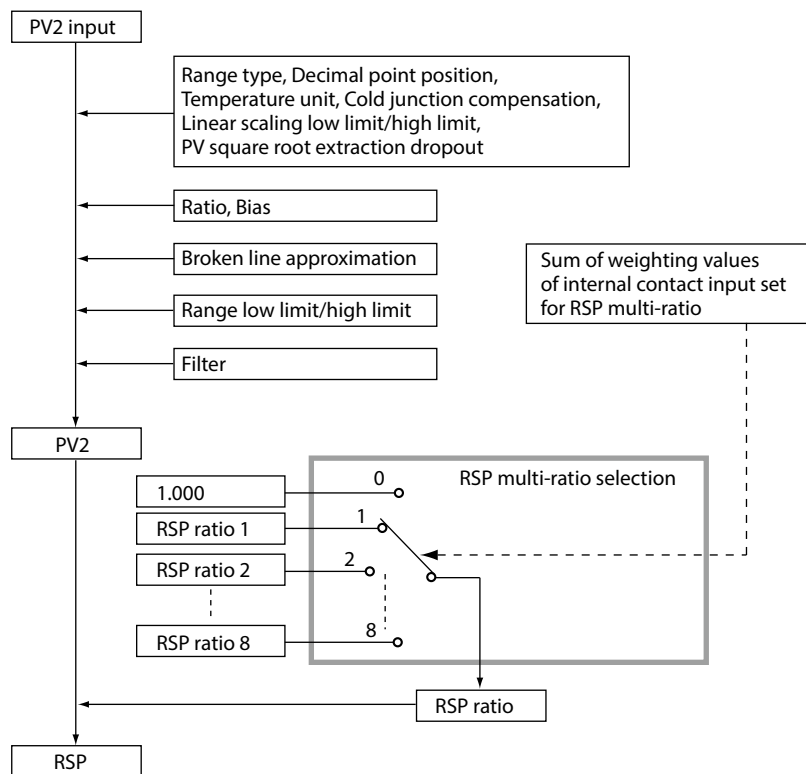 PV2 input
Range type, Decimal point position,
Temperature unit, Cold junction compensation,
Linear scaling low limit/high limit,
PV square root extraction dropout
Ratio, Bias
Broken line approximation
Sum of weighting values
of internal contact input set
for RSP multi-ratio
Range low limit/high limit
Filter
PV2
RSP multi-ratio selection
1.000
0
RSP ratio 1
1
RSP ratio 2
2
RSP ratio 8
8
RSP ratio
RSP